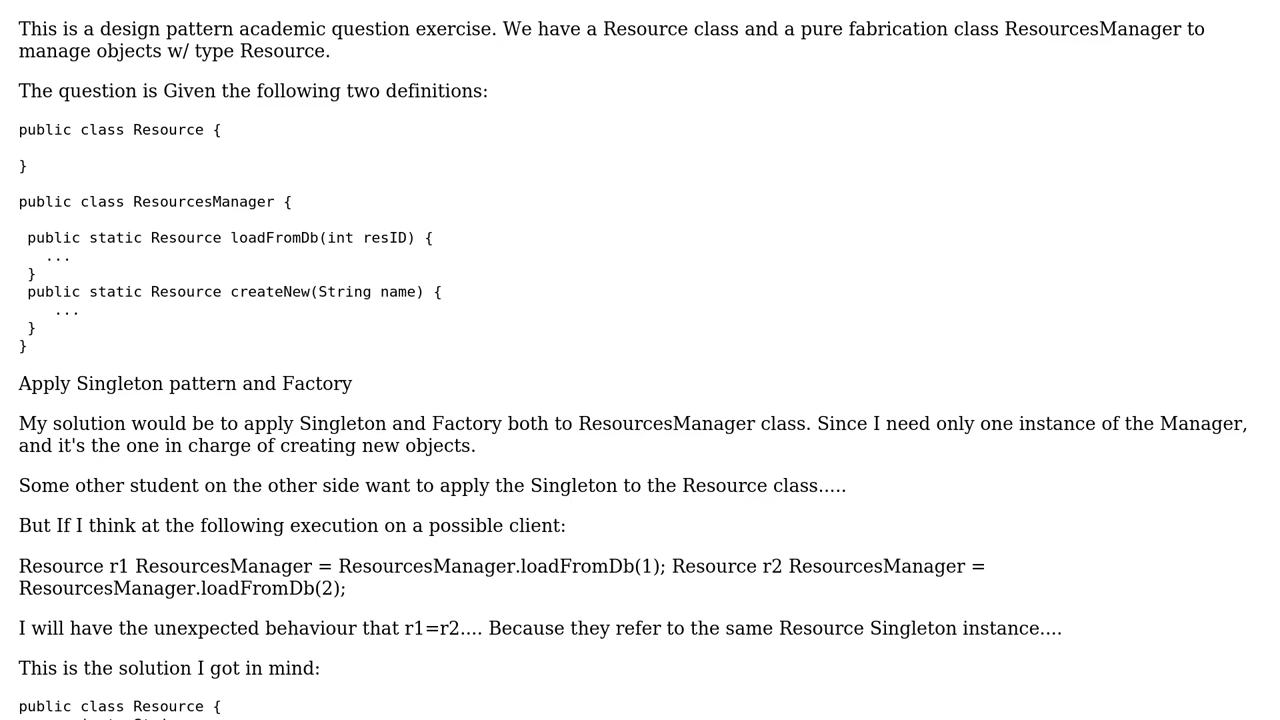 This is a design pattern academic question exercise. We have a Resource class and a pure fabrication class ResourcesManager to
manage objects w/ type Resource.
The question is Given the following two definitions:
public class Resource {
}
public class ResourcesManager {
public static Resource loadFromDb(int resID) {
...
}
public static Resource createNew(String name) {
...
}
}
Apply Singleton pattern and Factory
My solution would be to apply Singleton and Factory both to ResourcesManager class. Since I need only one instance of the Manager,
and it's the one in charge of creating new objects.
Some other student on the other side want to apply the Singleton to the Resource class.....
But If I think at the following execution on a possible client:
Resource r1 ResourcesManager = ResourcesManager.loadFromDb(1); Resource r2 ResourcesManager =
ResourcesManager.loadFromDb(2);
I will have the unexpected behaviour that r1=r2.... Because they refer to the same Resource Singleton instance....
This is the solution I got in mind:
public class Resource {